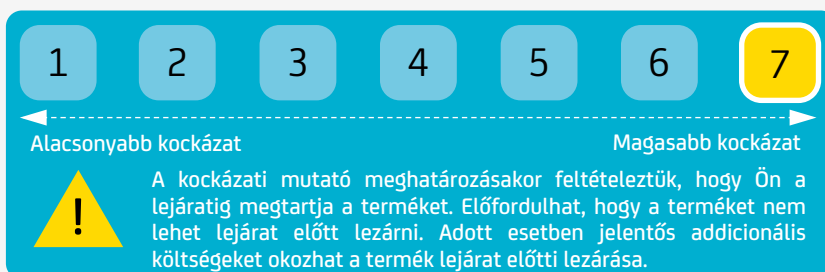 1 2 3 4 5 6 7
Alacsonyabb kockázat Magasabb kockázat
A kockázati mutató meghatározásakor feltételeztük, hogy Ön a
lejáratig megtartja a terméket. Előfordulhat, hogy a terméket nem
lehet lejárat előtt lezárni. Adott esetben jelentős addicionális
költségeket okozhat a termék lejárat előtti lezárása.
!